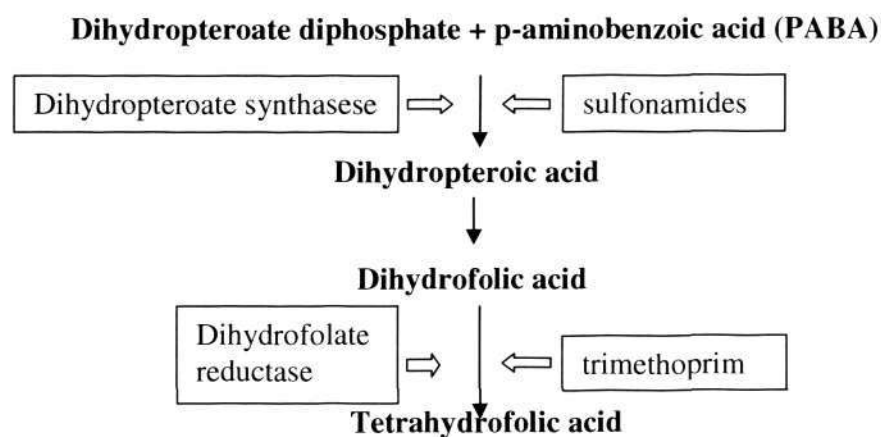 Dihydropteroate diphosphate + p-aminobenzoic acid (PABA)
Dihydropteroate synthasese
sulfonamides
Dihydropteroic acid
Dihydrofolic acid
Dihydrofolate
reductase
trimethoprim
Tetrahydrofolic acid